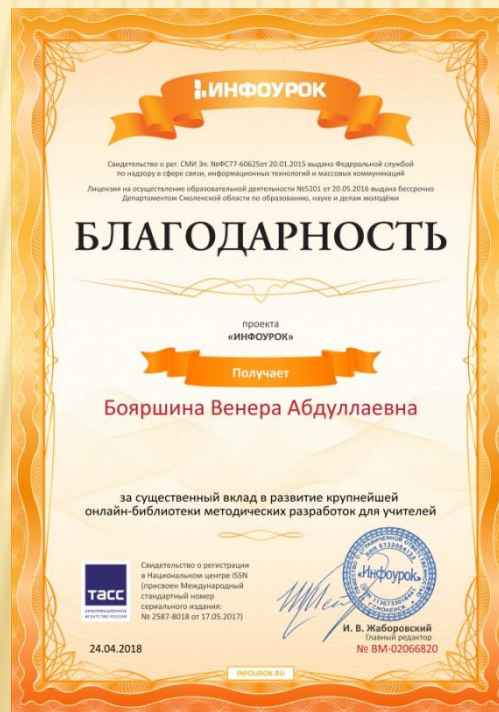 ИНФОУРОК
Свидетельство о рег. СМИ Эл. №ФС77-60625от 20.01.2015 выдано Федеральной службой
по надзору в сфере связи, информационных технологий и массовых коммуникаций
Лицензия на осуществление образовательной деятельности №5201 от 20.05.2016 выдана бессрочно
Департаментом Смоленской области по образованию, науке и делам молодёжи
БЛАГОДАРНОСТЬ
проекта
«ИНФОУРОК»
Получает
Бояршина Венера Абдуллаевна
за существенный вклад в развитие крупнейшей
онлайн-библиотеки методических разработок для учителей
ТАСС
ИНФОРМАЦИОННОЕ
АГЕНТСТВО РОССИИ
Свидетельство о регистрации
в Национальном центре ISSN
(присвоен Международный
стандартный номер
сериального издания:
№ 2587-8018 от 17.05.2017)
«Инфоурок»
И. В. Жаборовский
Главный редактор
24.04.2018
№ ВМ-02066820
INFOUROK.RU